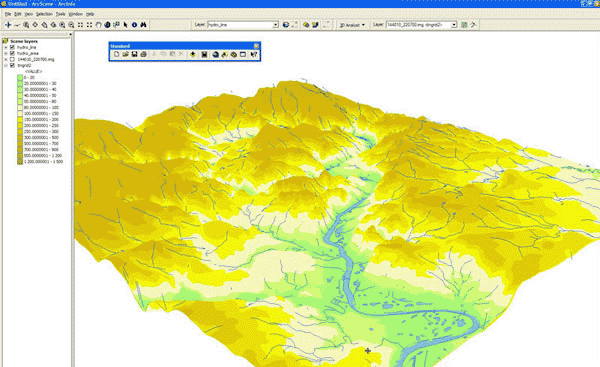 Untitled - ArcScene - ArcInfo
File Edit View Selection Tools Window Help
Layer: hydro_line
3D Analyst Layer: 144010_220700.img -tingrid2-
Standard
Scene layers
hydro_line
hydro_area
144010_220700.img
tingrid2
<VALUE>
0 - 20
20.00000001 - 30
30.00000001 - 40
40.00000001 - 50
50.00000001 - 80
80.00000001 - 100
100.0000001 - 150
150.0000001 - 200
200.0000001 - 250
250.0000001 - 300
300.0000001 - 500
500.0000001 - 700
700.0000001 - 800
800.0000001 - 1 200
1 200.000001 - 1 500